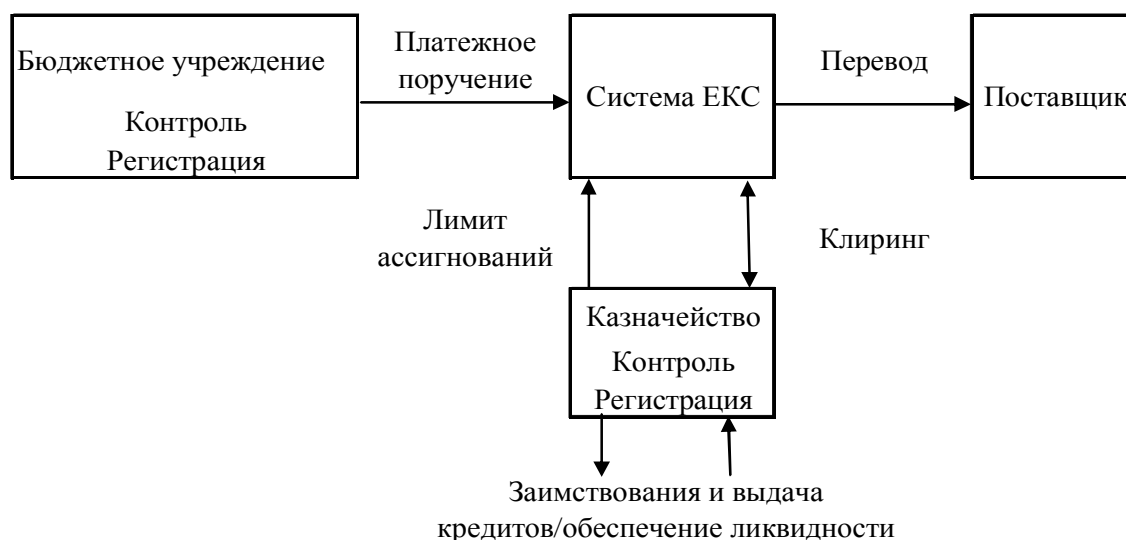 Бюджетное учреждение
Контроль
Регистрация
Платежное
поручение
Система ЕКС
Перевод
Поставщик
Лимит
ассигнований
Клиринг
Казначейство
Контроль
Регистрация
Заимствования и выдача
кредитов/обеспечение ликвидности